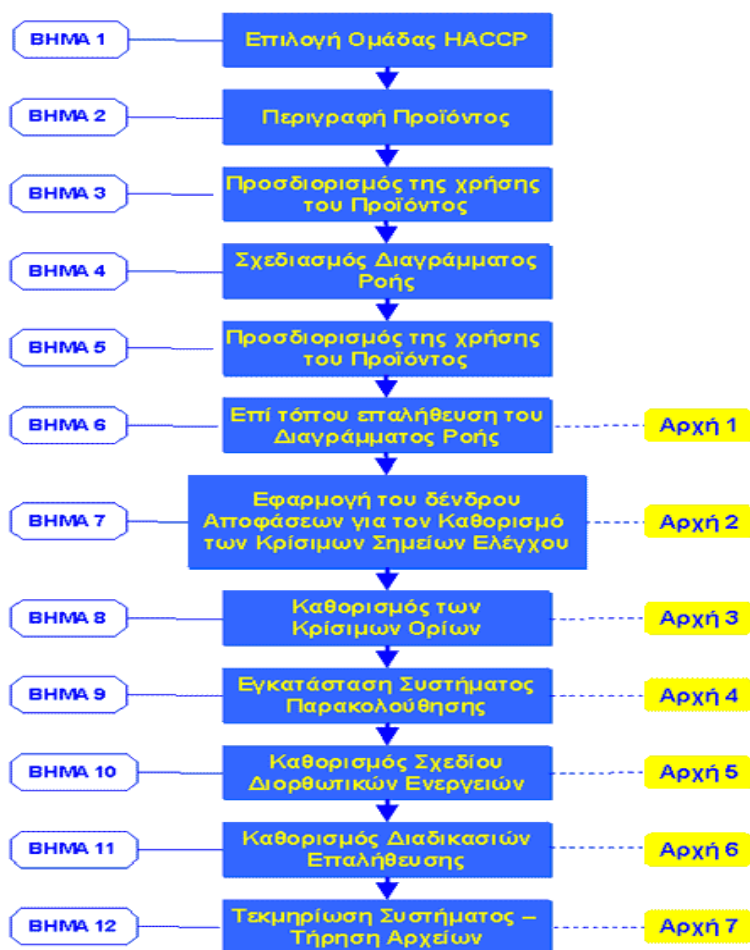 ΒΗΜΑ 1
Επιλογή Ομάδας HACCP
ΒΗΜΑ 2
Περιγραφή Προϊόντος
ΒΗΜΑ 3
Προσδιορισμός της χρήσης
του Προϊόντος
ΒΗΜΑ 4
Σχεδιασμός Διαγράμματος
Ροής
ΒΗΜΑ 5
Προσδιορισμός της χρήσης
του Προϊόντος
ΒΗΜΑ 6
Επί τόπου επαλήθευση του
Διαγράμματος Ροής
Αρχή 1
ΒΗΜΑ 7
Εφαρμογή του δένδρου
Αποφάσεων για τον Καθορισμό
των Κρίσιμων Σημείων Ελέγχου
Αρχή 2
ΒΗΜΑ 8
Καθορισμός των
Κρίσιμων Ορίων
Αρχή 3
ΒΗΜΑ 9
Εγκατάσταση Συστήματος
Παρακολούθησης
Αρχή 4
ΒΗΜΑ 10
Καθορισμός Σχεδίου
Διορθωτικών Ενεργειών
Αρχή 5
ΒΗΜΑ 11
Καθορισμός Διαδικασιών
Επαλήθευσης
Αρχή 6
ΒΗΜΑ 12
Τεκμηρίωση Συστήματος –
Τήρηση Αρχείων
Αρχή 7